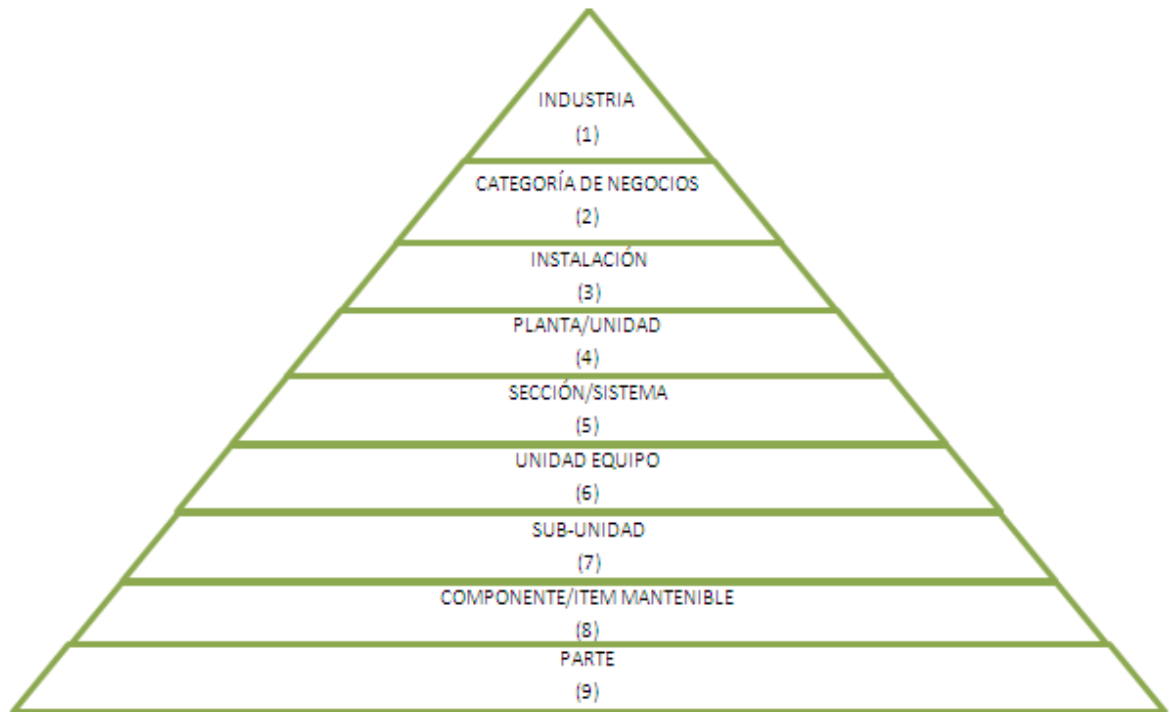 INDUSTRIA
(1)
CATEGORÍA DE NEGOCIOS
(2)
INSTALACIÓN
(3)
PLANTA/UNIDAD
(4)
SECCIÓN/SISTEMA
(5)
UNIDAD EQUIPO
(6)
SUB-UNIDAD
(7)
COMPONENTE/ITEM MANTENIBLE
(8)
PARTE
(9)